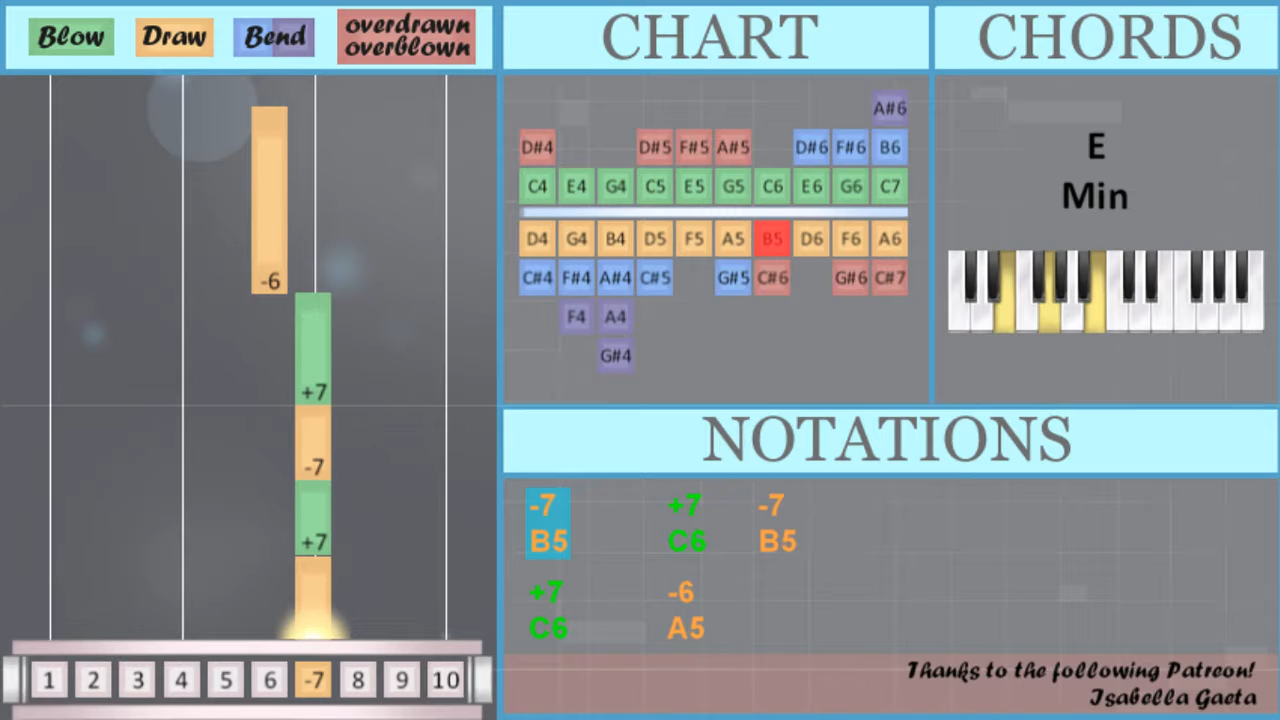 Blow Draw Bend overdrawn
overblown
CHART
CHORDS
-6
+7
-7
+7
1 2 3 4 5 6 -7 8 9 10
A#6
D#4 D#5 F#5 A#5 D#6 F#6 B6
C4 E4 G4 C5 E5 G5 C6 E6 G6 C7
D4 G4 B4 D5 F5 A5 B5 D6 F6 A6
C#4 F#4 A#4 C#5 G#5 C#6 G#6 C#7
F4 A4
G#4
E
Min
NOTATIONS
-7 +7 -7
B5 C6 B5
+7 -6
C6 A5
Thanks to the following Patreon!
Isabella Gaeta